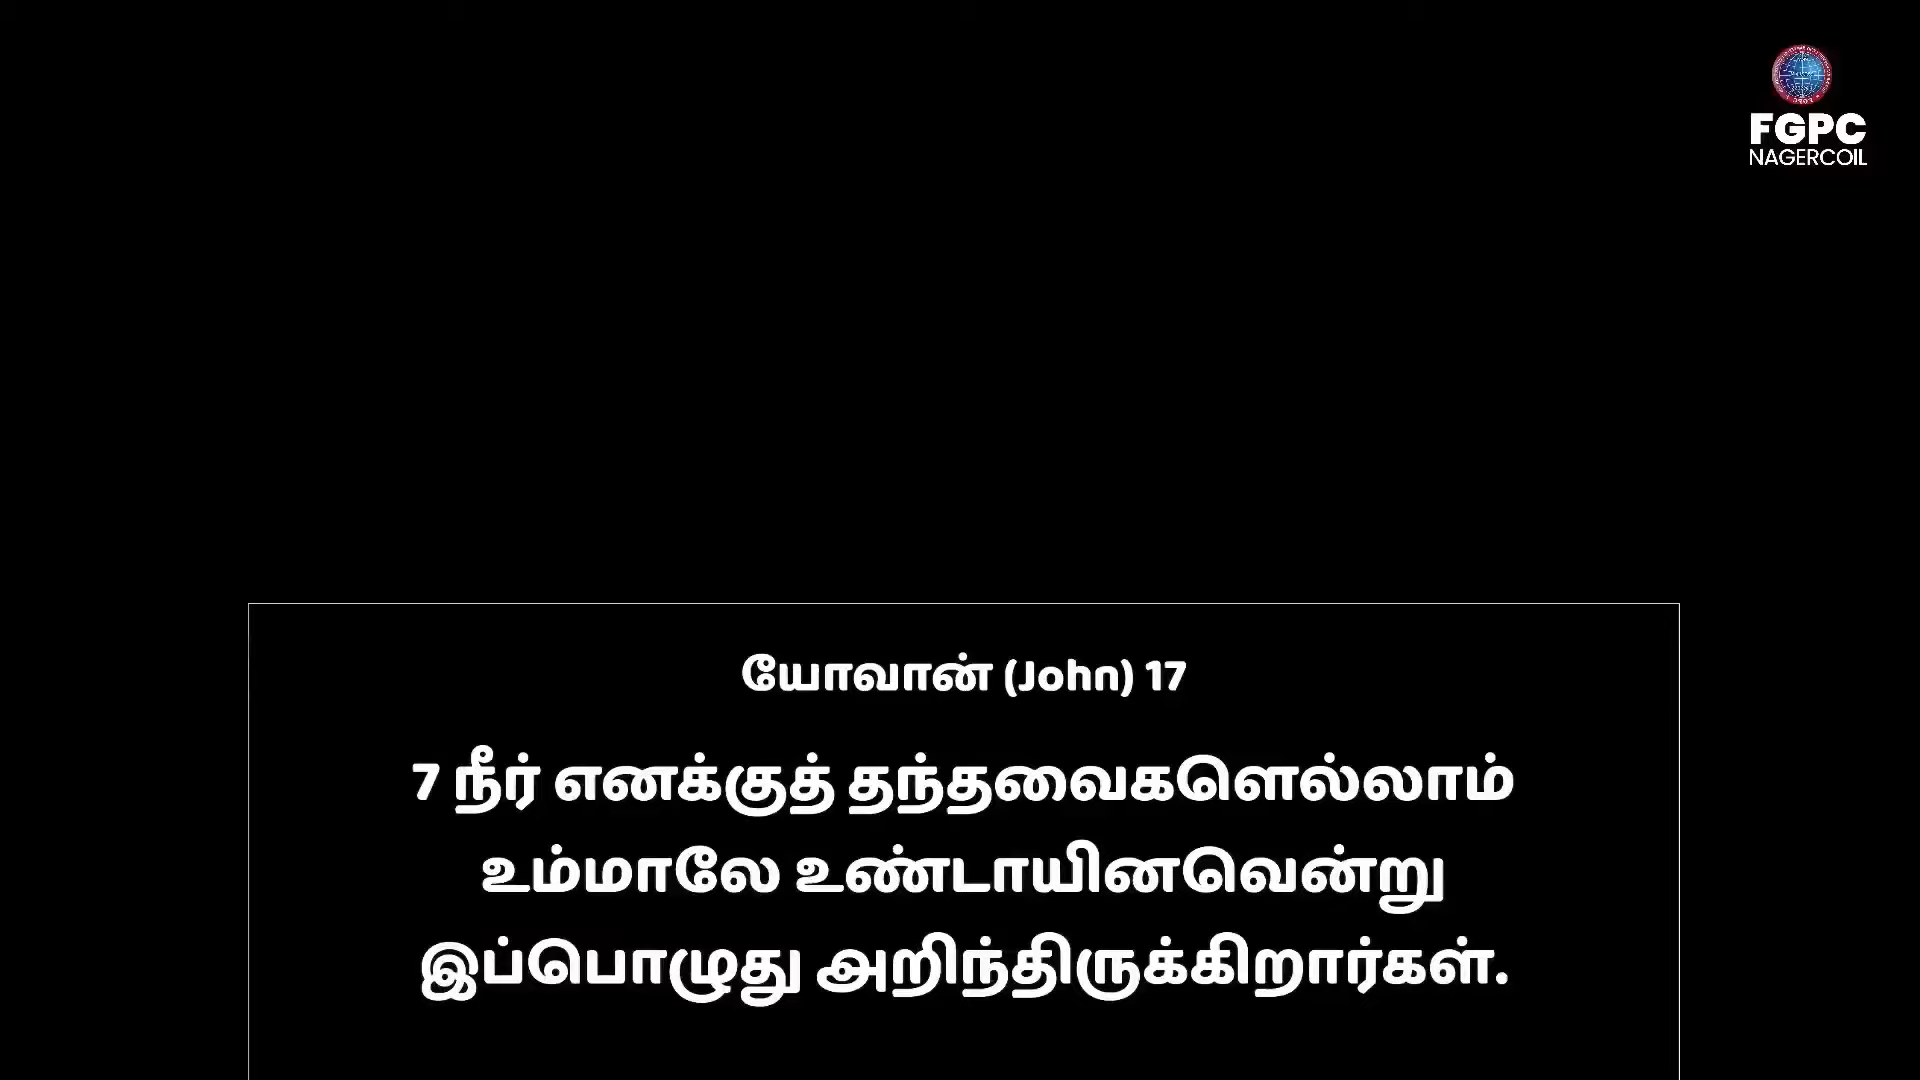 FGPC
NAGERCOIL
யோவான் (John) 17
7 நீர் எனக்குத் தந்தவைகளெல்லாம்
உம்மாலே உண்டாயினவென்று
இப்பொழுது அறிந்திருக்கிறார்கள்.